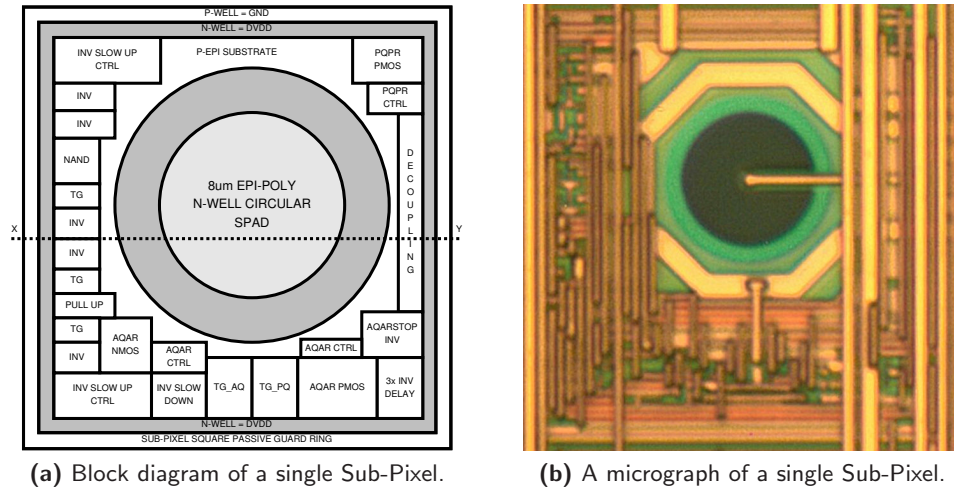 P-WELL = GND
N-WELL = DVDD
INV SLOW UP
CTRL
P-EPI SUBSTRATE
PQPR
PMOS
INV
PQPR
CTRL
INV
NAND
TG
INV
X
Y
INV
TG
PULL UP
TG
INV
8um EPI-POLY
N-WELL CIRCULAR
SPAD
DECOUPLING
AQAR
NMOS
AQAR
CTRL
AQAR CTRL
AQARSTOP
INV
INV SLOW UP
CTRL
INV SLOW
DOWN
TG_AQ
TG_PQ
AQAR PMOS
3x INV
DELAY
N-WELL = DVDD
SUB-PIXEL SQUARE PASSIVE GUARD RING
(a) Block diagram of a single Sub-Pixel.
(b) A micrograph of a single Sub-Pixel.